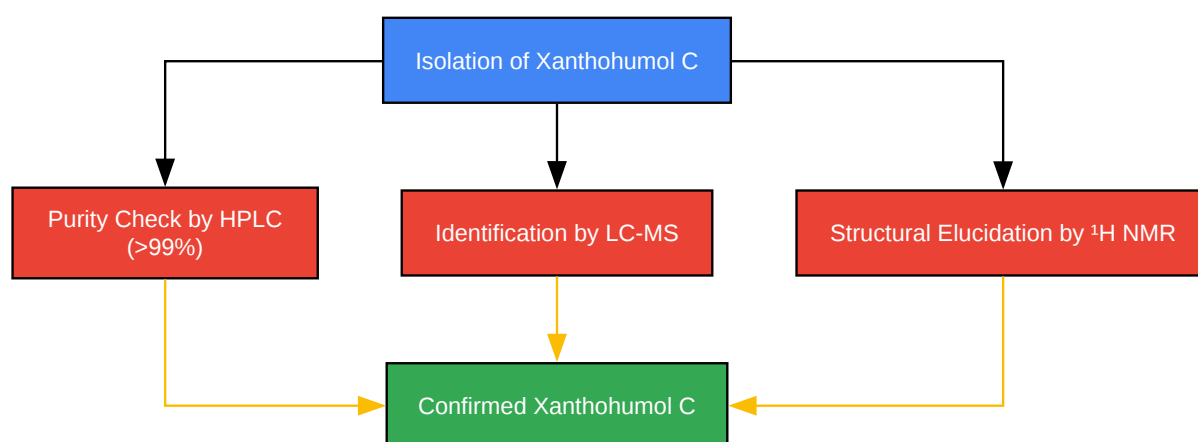 Isolation of Xanthohumol C
Purity Check by HPLC
(>99%)
Identification by LC-MS
Structural Elucidation by ¹H NMR
Confirmed Xanthohumol C